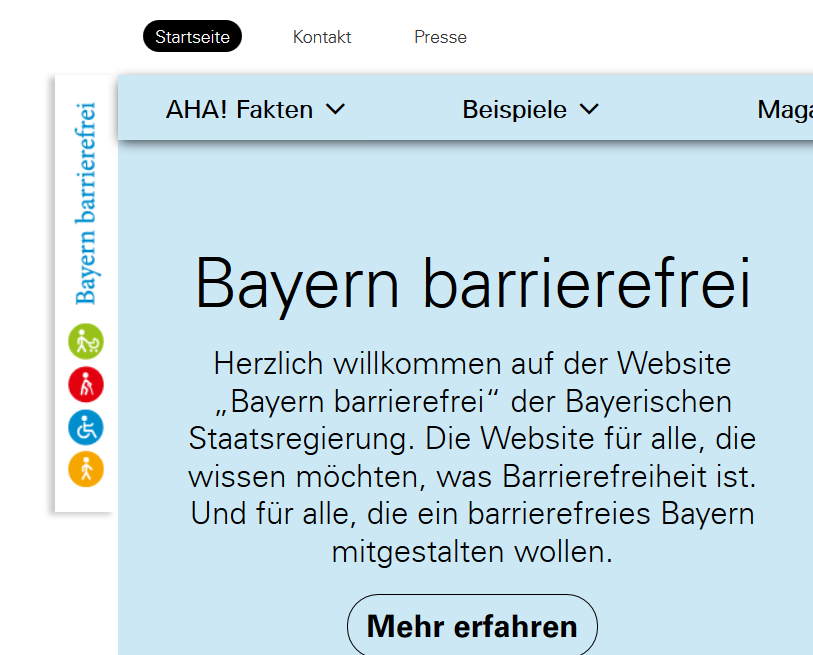 Startseite Kontakt Presse
AHA! Fakten Beispiele
Bayern barrierefrei
Bayern barrierefrei
Herzlich willkommen auf der Website
„Bayern barrierefrei“ der Bayerischen
Staatsregierung. Die Website für alle, die
wissen möchten, was Barrierefreiheit ist.
Und für alle, die ein barrierefreies Bayern
mitgestalten wollen.
Mehr erfahren